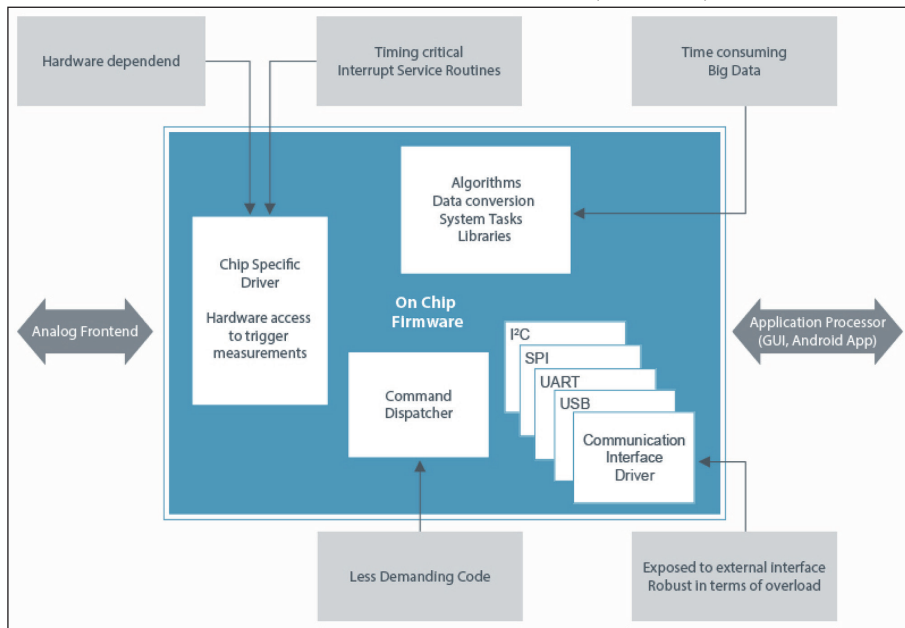 Hardware dependend
Timing critical
Interrupt Service Routines
Time consuming
Big Data
Algorithms
Data conversion
System Tasks
Libraries
Chip Specific
Driver
Hardware access
to trigger
measurements
On Chip
Firmware
Analog Frontend
Application Processor
(GUI, Android App)
I²C
SPI
UART
USB
Communication
Interface
Driver
Command
Dispatcher
Less Demanding Code
Exposed to external interface
Robust in terms of overload